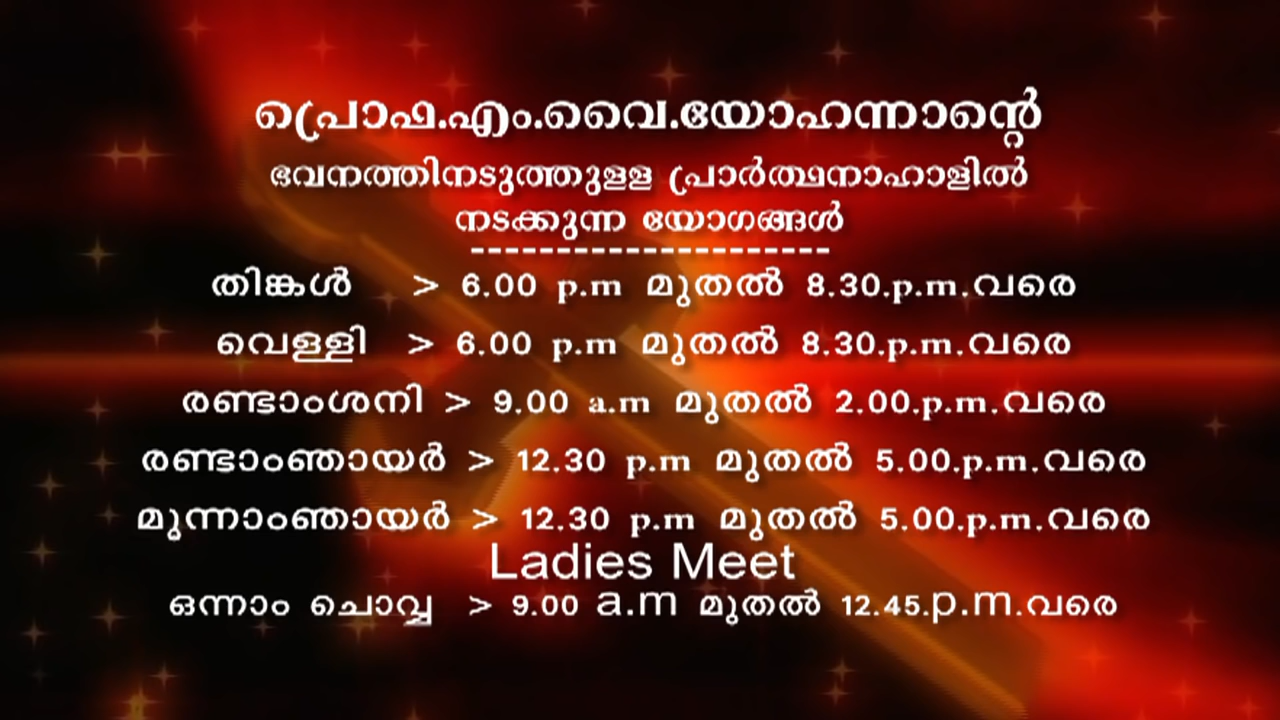 പ്രൊഫ.എം.വൈ.യോഹന്നാന്റെ
ഭവനത്തിനടുത്തുളള പ്രാർത്ഥനാഹാളിൽ
നടക്കുന്ന യോഗങ്ങൾ
---------------------
തിങ്കൾ > 6.00 p.m മുതൽ 8.30.p.m.വരെ
വെള്ളി > 6.00 p.m മുതൽ 8.30.p.m.വരെ
രണ്ടാംശനി > 9.00 a.m മുതൽ 2.00.p.m.വരെ
രണ്ടാംഞായർ > 12.30 p.m മുതൽ 5.00.p.m.വരെ
മുന്നാംഞായർ > 12.30 p.m മുതൽ 5.00.p.m.വരെ
Ladies Meet
ഒന്നാം ചൊവ്വ > 9.00 a.m മുതൽ 12.45.p.m.വരെ